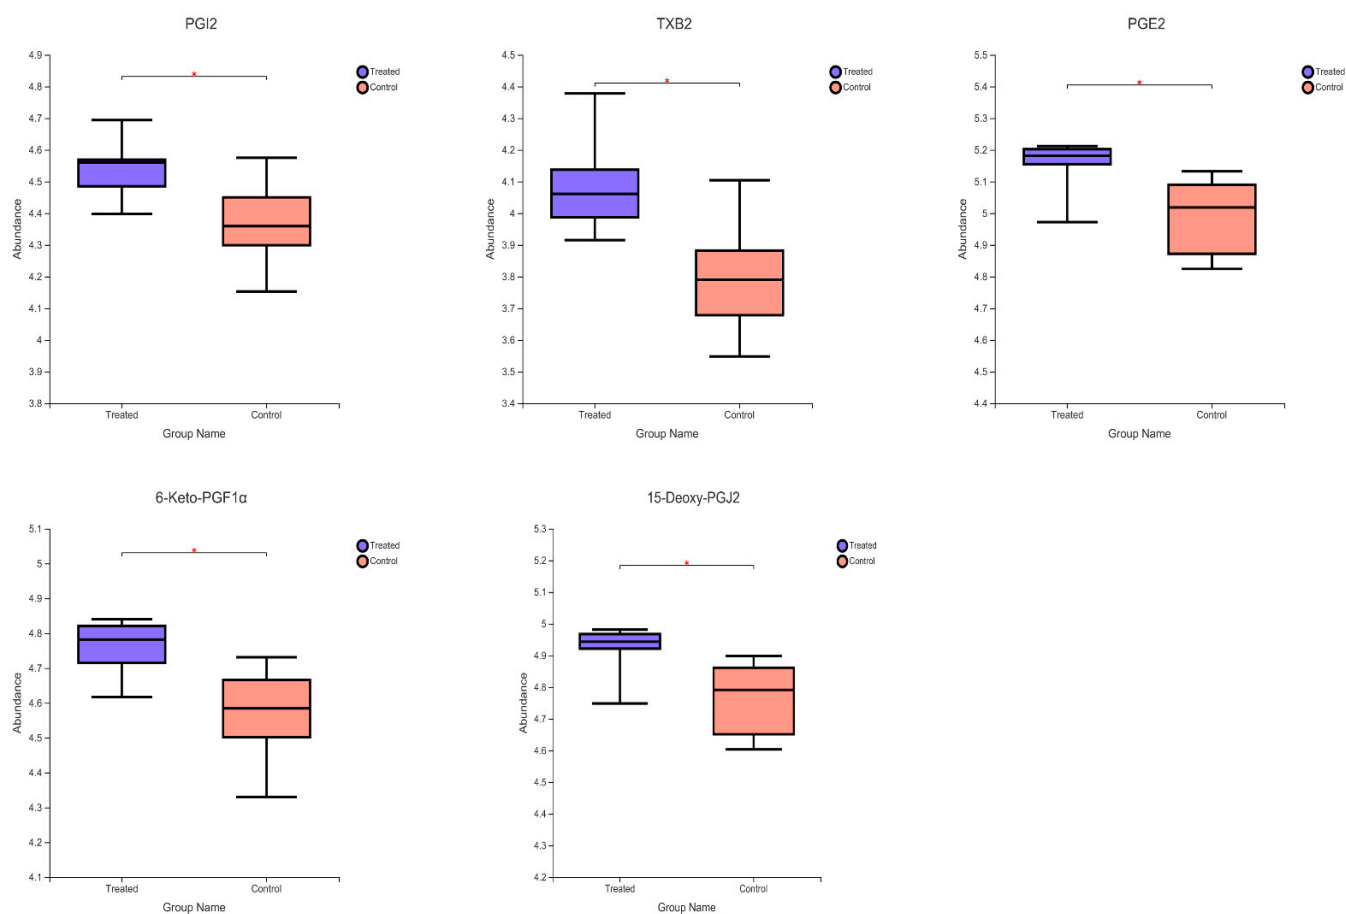 PGI2
4.9
4.8
4.7
4.6
4.5
4.4
4.3
4.2
4.1
4
3.9
3.8
Abundance
*
Treated
Control
Treated
Control
Group Name
TXB2
4.5
4.4
4.3
4.2
4.1
4
3.9
3.8
3.7
3.6
3.5
3.4
Abundance
*
Treated
Control
Treated
Control
Group Name
PGE2
5.5
5.4
5.3
5.2
5.1
5
4.9
4.8
4.7
4.6
4.5
4.4
Abundance
*
Treated
Control
Treated
Control
Group Name
6-Keto-PGF1α
5.1
5
4.9
4.8
4.7
4.6
4.5
4.4
4.3
4.2
4.1
Abundance
*
Treated
Control
Treated
Control
Group Name
15-Deoxy-PGJ2
5.3
5.2
5.1
5
4.9
4.8
4.7
4.6
4.5
4.4
4.3
4.2
Abundance
*
Treated
Control
Treated
Control
Group Name